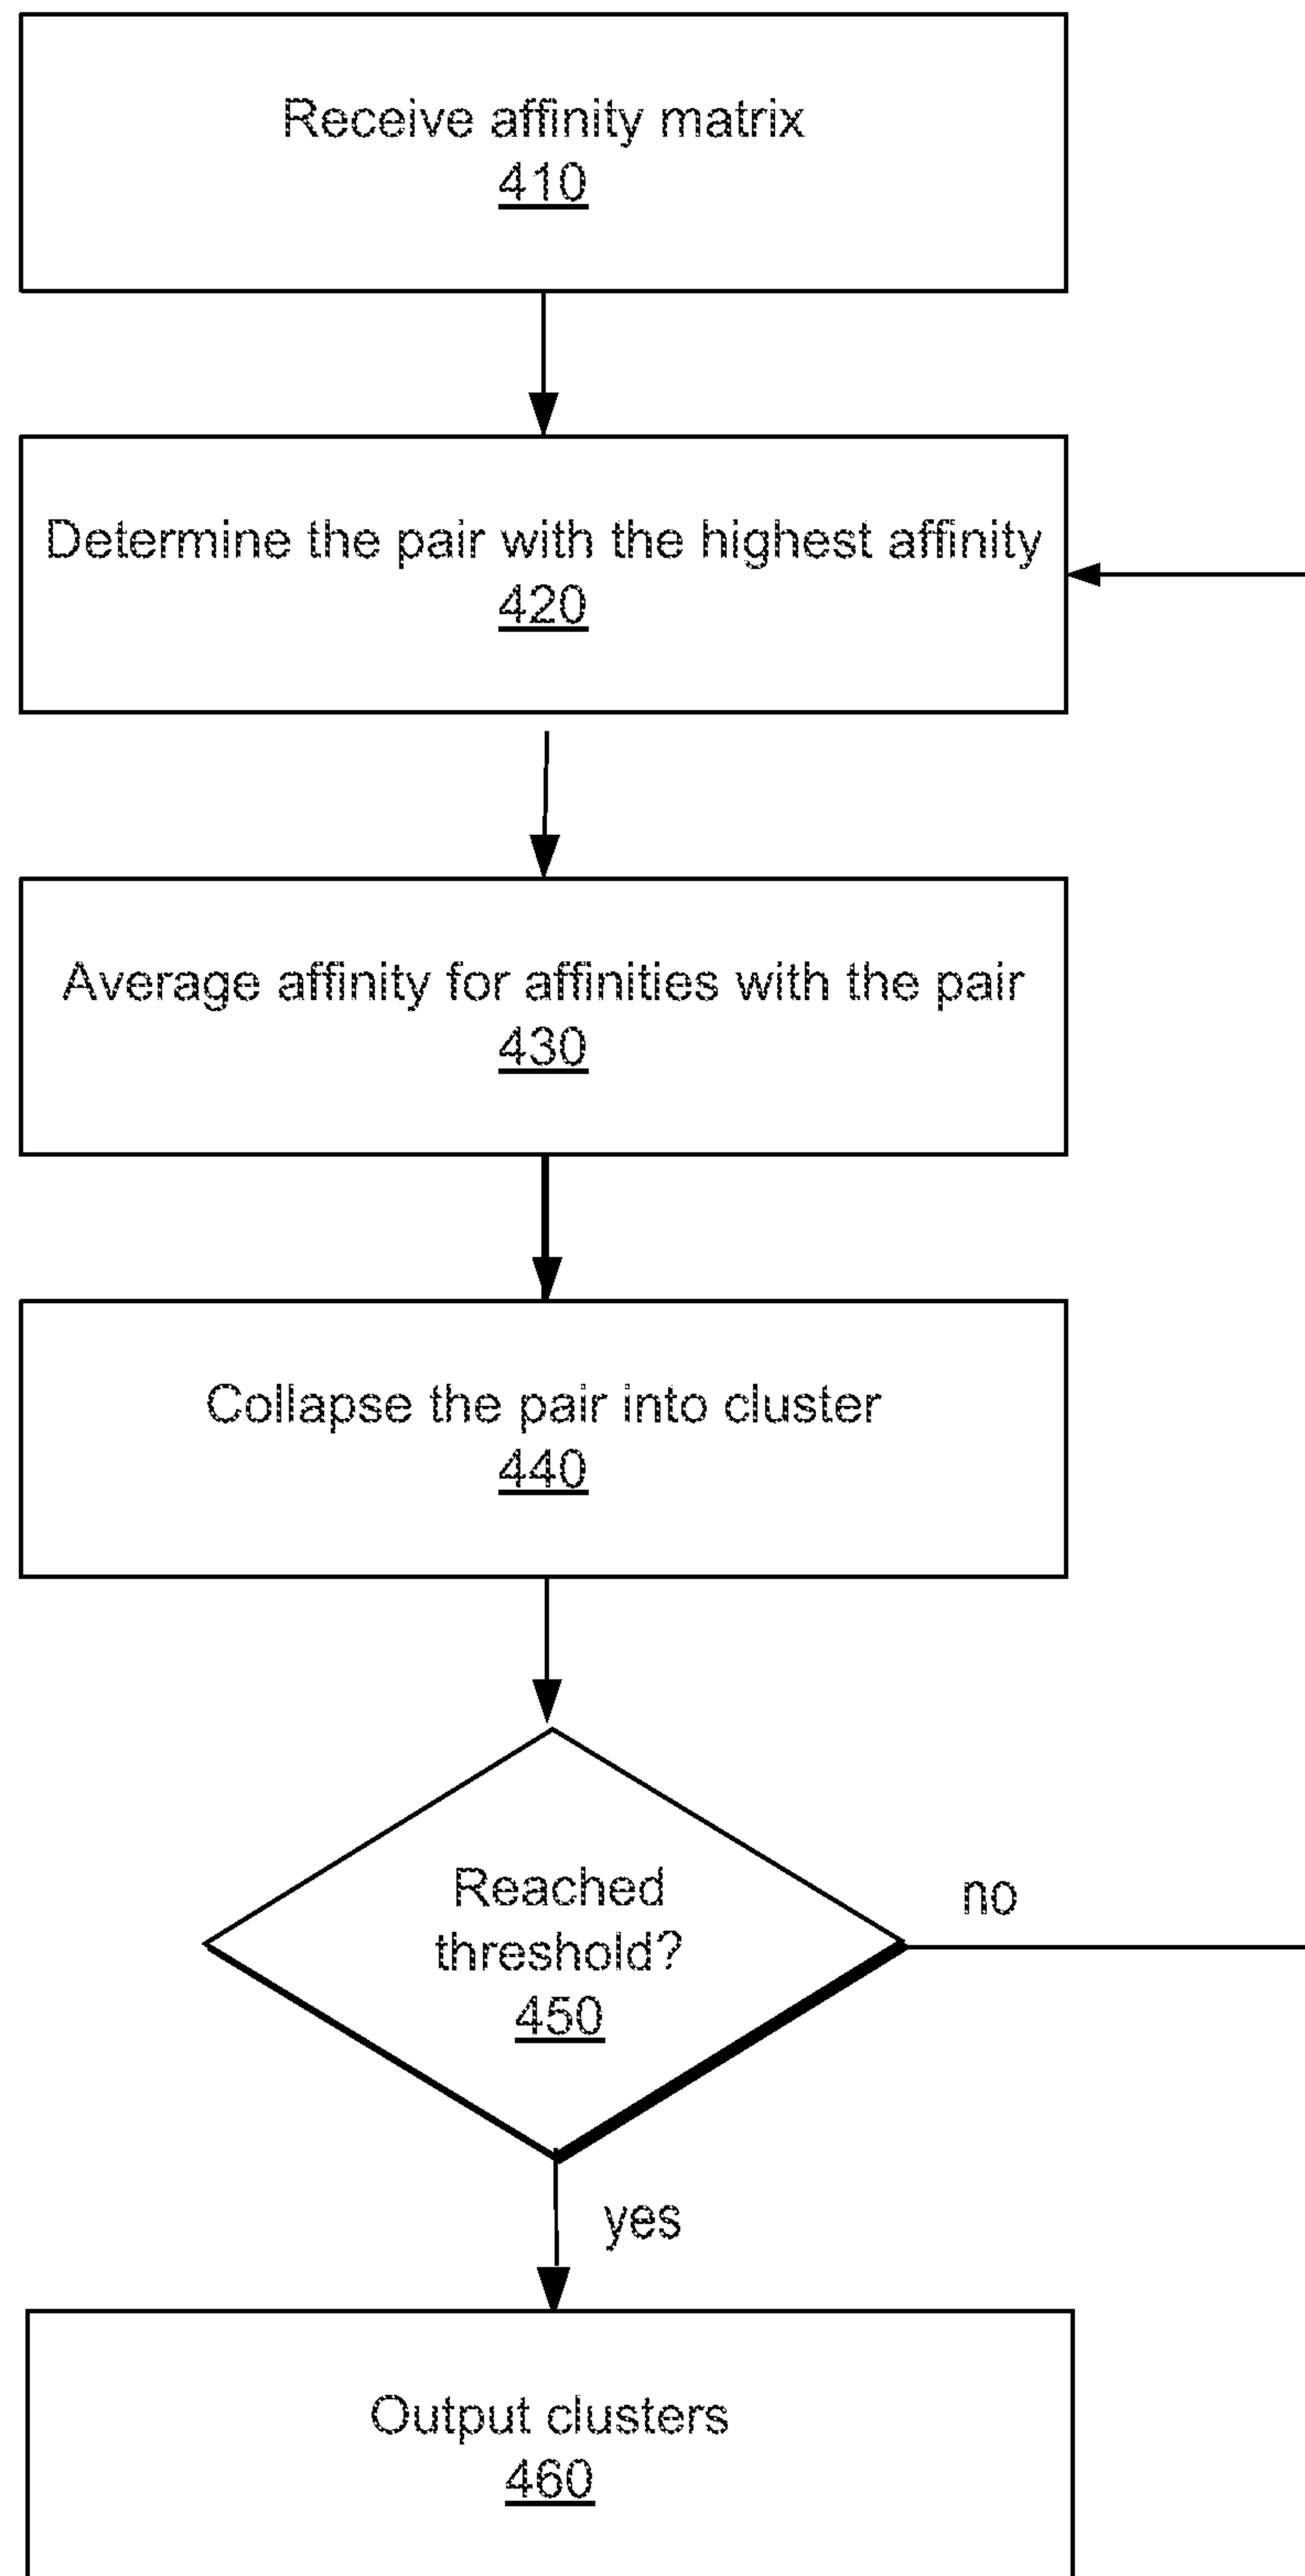 Receive affinity matrix
410
Determine the pair with the highest affinity
420
Average affinity for affinities with the pair
430
Collapse the pair into cluster
440
Reached
threshold?
450
no
yes
Output clusters
460